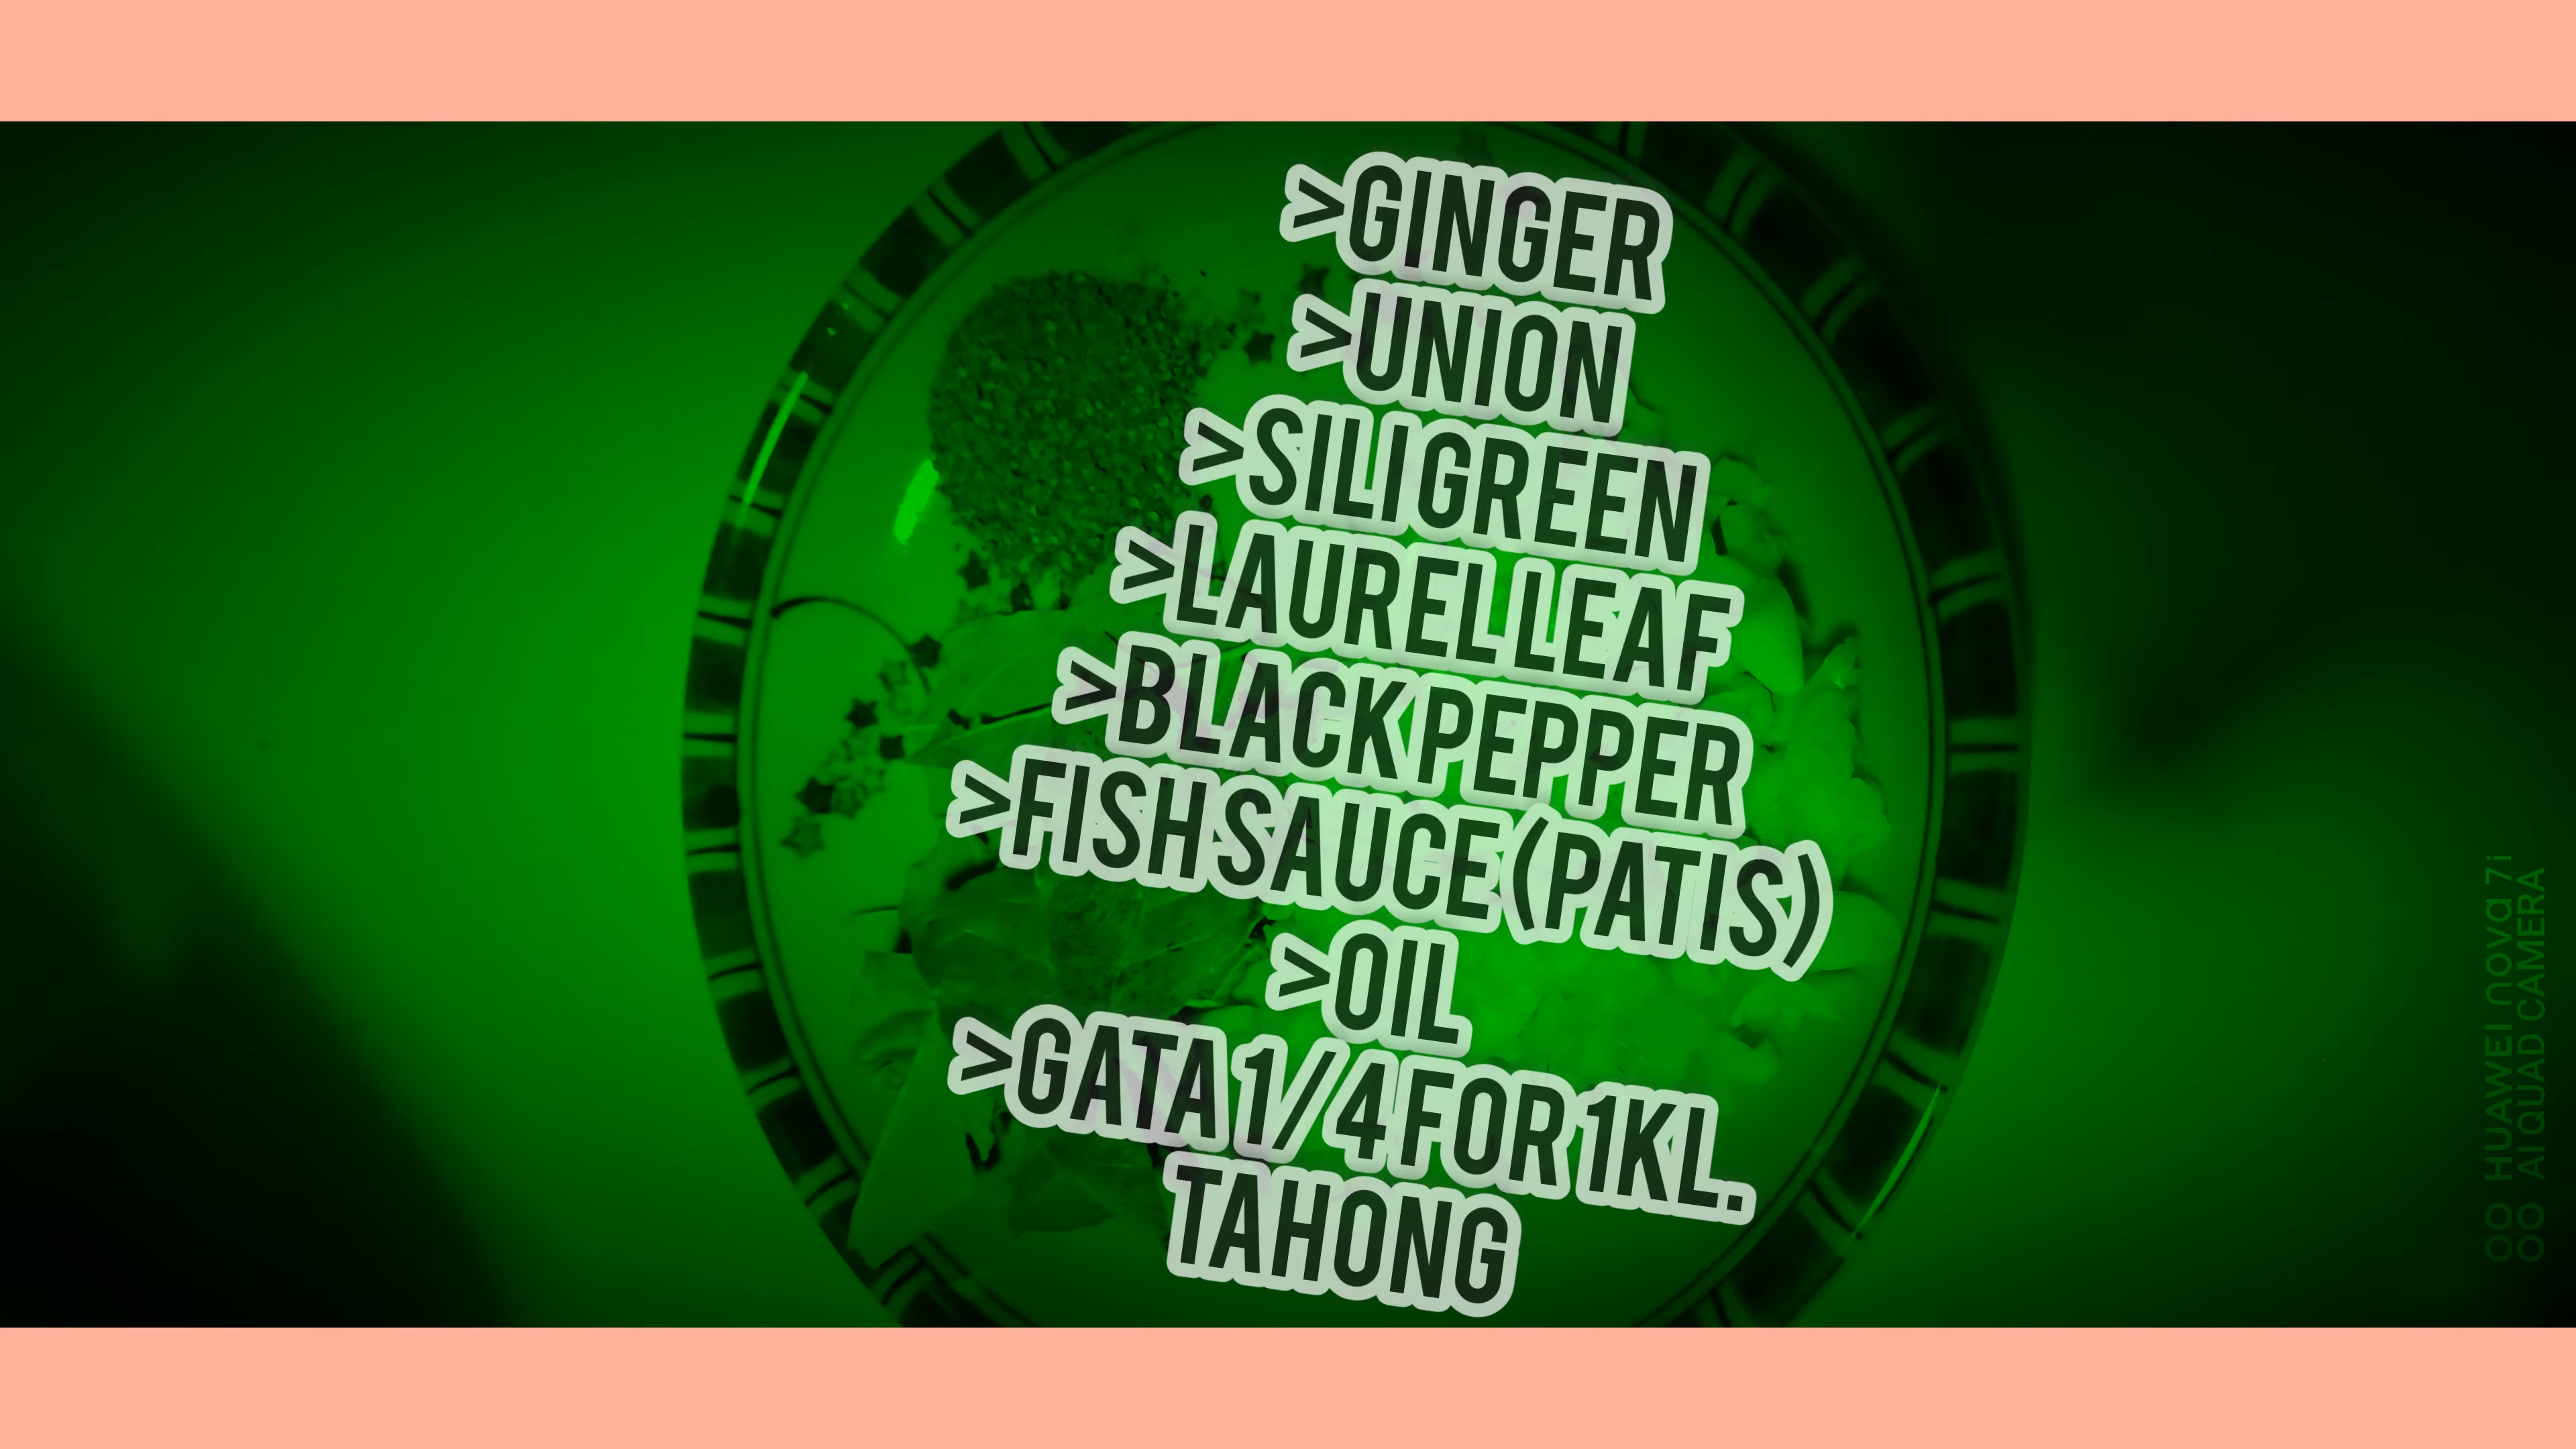 >GINGER
>UNION
>SILI GREEN
>LAUREL LEAF
>BLACK PEPPER
>FISH SAUCE (PATIS)
>OIL
>GATA 1/4 FOR 1KL.
TAHONG
HUAWEI nova 7i
AI QUAD CAMERA